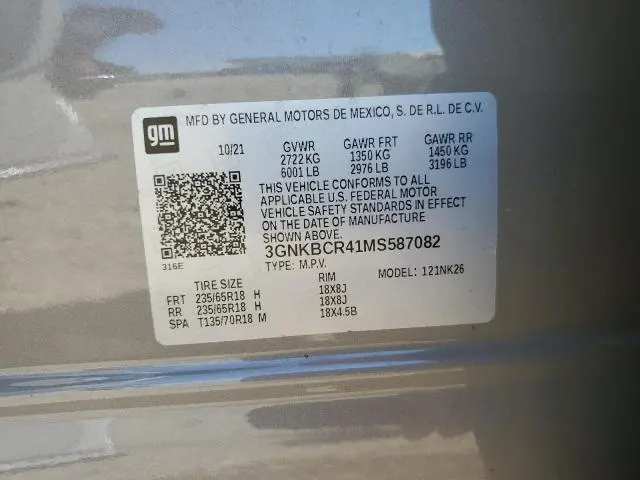 gm
MFD BY GENERAL MOTORS DE MEXICO, S. DE R.L. DE C.V.
10/21 GVWR GAWR FRT GAWR RR
2722 KG 1350 KG 1450 KG
6001 LB 2976 LB 3196 LB
THIS VEHICLE CONFORMS TO ALL
APPLICABLE U.S. FEDERAL MOTOR
VEHICLE SAFETY STANDARDS IN EFFECT
ON THE DATE OF MANUFACTURE
SHOWN ABOVE.
3GNKBCR41MS587082
316E
TYPE: M.P.V. MODEL: 121NK26
TIRE SIZE RIM
FRT 235/65R18 H 18X8J
RR 235/65R18 H 18X8J
SPA T135/70R18 M 18X4.5B